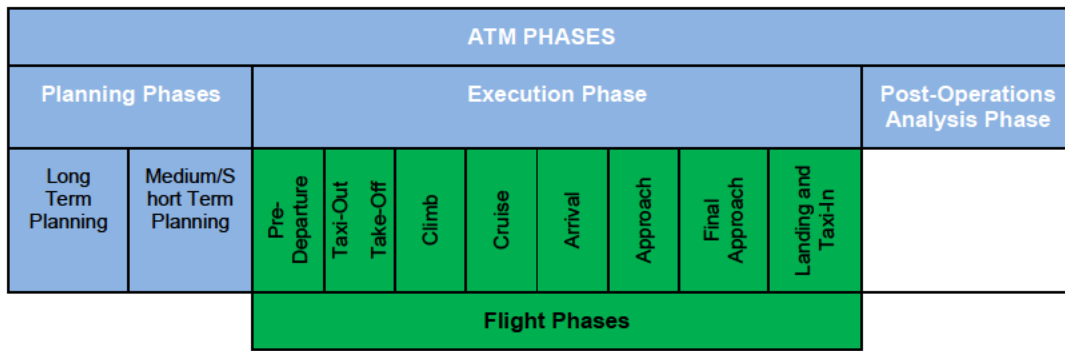 ATM PHASES
Planning Phases
Execution Phase
Post-Operations
Analysis Phase
Long
Term
Planning
Medium/S
hort Term
Planning
Pre-
Departure
Taxi-Out
Take-Off
Climb
Cruise
Arrival
Approach
Final
Approach
Landing and
Taxi-In
Flight Phases